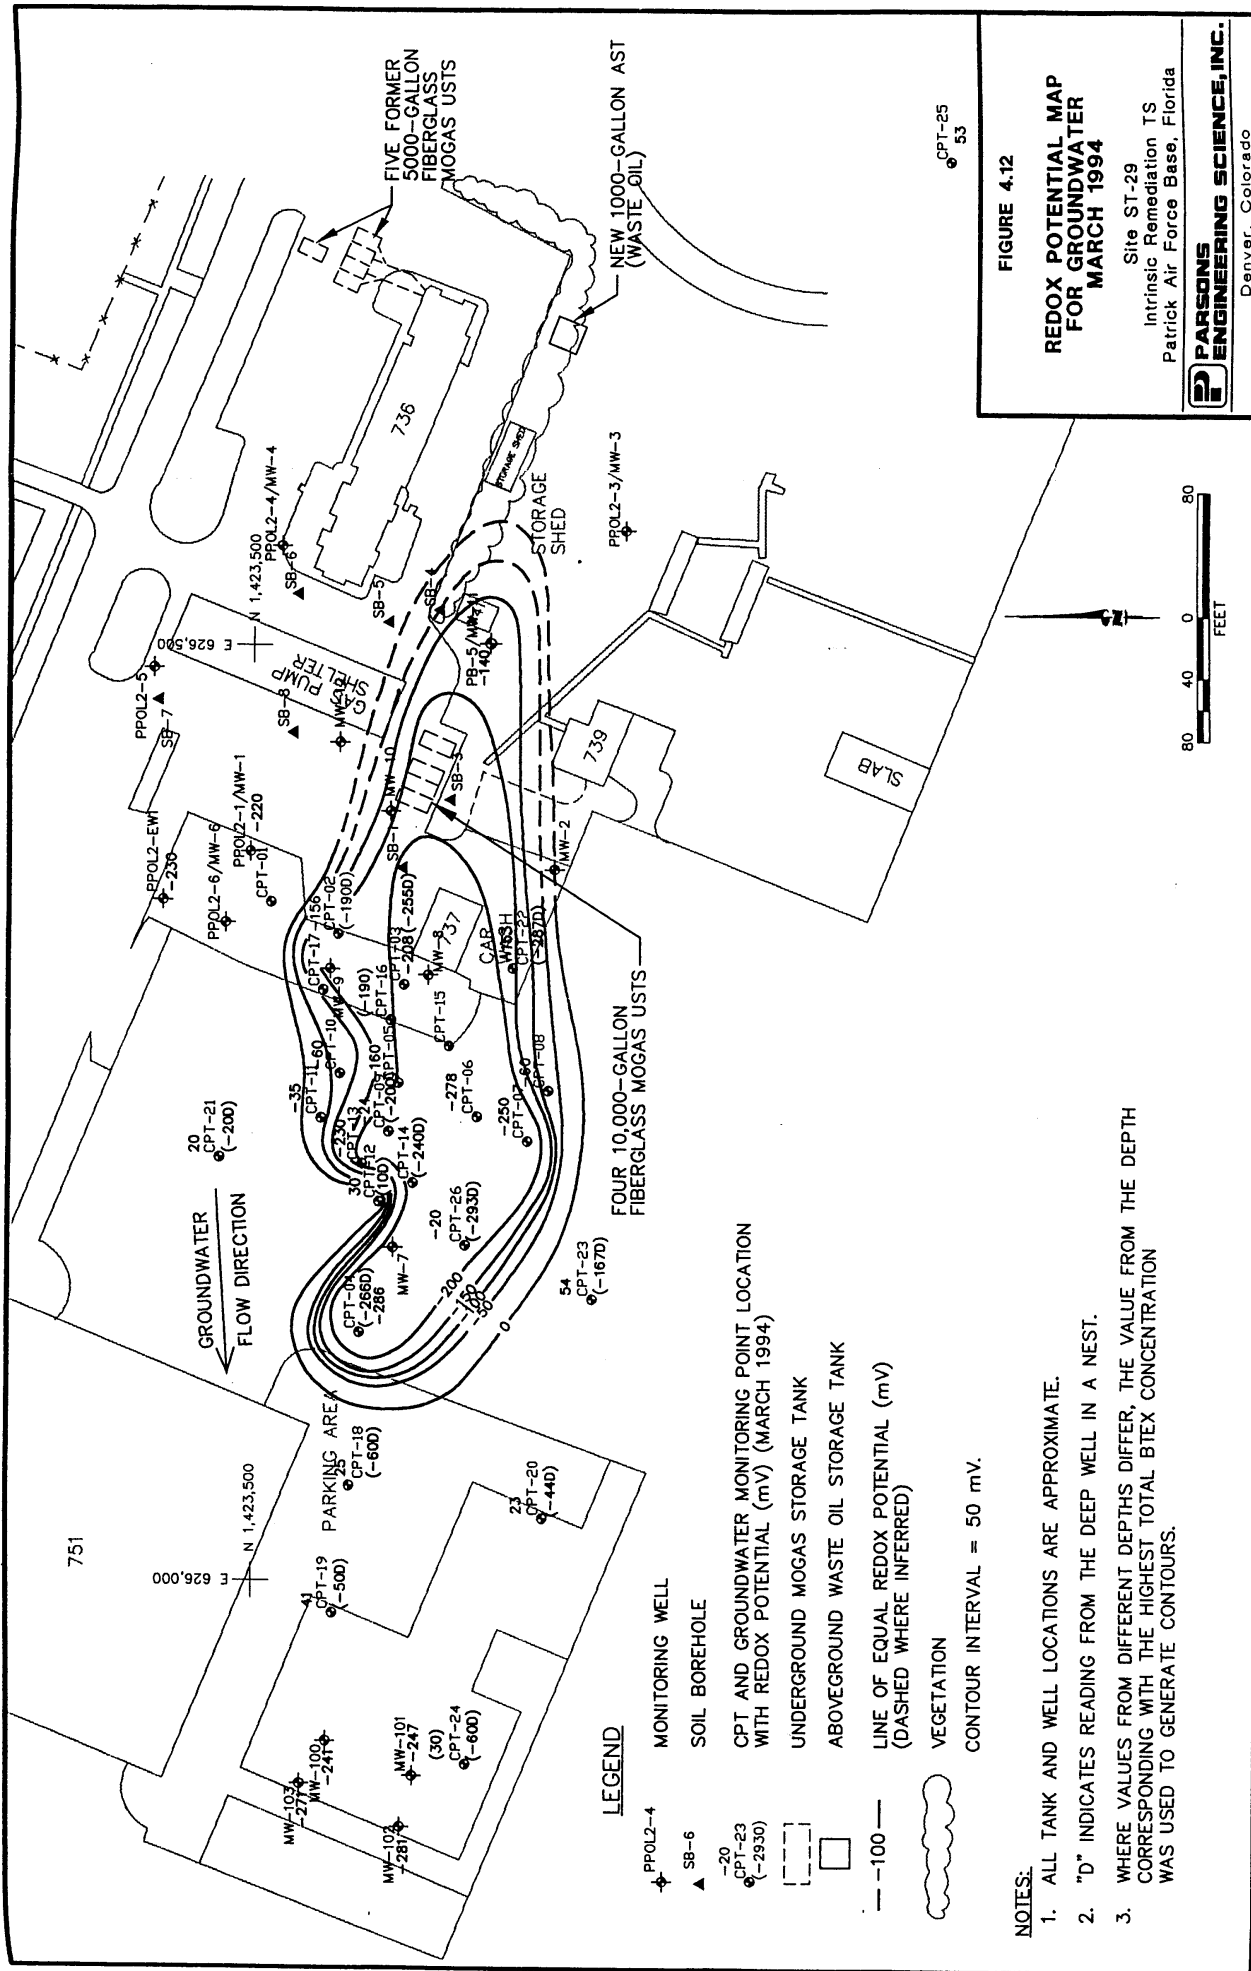 FIVE FORMER
5000-GALLON
FIBERGLASS
MOGAS USTS
NEW 1000-GALLON AST
(WASTE OIL)
CPT-25
53
736
STORAGE SHED
STORAGE
SHED
PPOL2-4/MW-4
SB-6
N 1,423,500
E 626,500
SB-5
SB-4
PPOL2-3/MW-3
-140
GAS
PUMP
SHELTER
PPOL2-5
SB-7
SB-8
MW-10
SB-1
SB-3
739
SLAB
MW-2
PPOL2-EW1
-230
PPOL2-6/MW-6
PPOL2-1/MW-1
-220
CPT-01
-156
CPT-02
(-190D)
CPT-17
MW-9
(-190)
CPT-16
CPT-03
-208
(-255D)
MW-8
737
CAR
WASH
CPT-22
(-287D)
CPT-15
-35
CPT-11
-60
CPT-10
-160
CPT-05
-24
CPT-09
(-20D)
-278
CPT-06
-250
CPT-07
-60
CPT-08
20
CPT-21
(-20D)
-230
CPT-13
30
CPT-12
(10D)
CPT-14
(-240D)
-20
CPT-26
(-293D)
MW-7
CPT-04
(-266D)
-286
54
CPT-23
(-167D)
-200
-150
-100
-50
0
FOUR 10,000-GALLON
FIBERGLASS MOGAS USTS
GROUNDWATER
FLOW DIRECTION
PARKING AREA
25
CPT-18
(-60D)
23
CPT-20
(-44D)
751
N 1,423,500
E 626,000
41
CPT-19
(-50D)
MW-103
-271
MW-100
-241
MW-101
-247
MW-102
-281
(30)
CPT-24
(-60D)
LEGEND
PPOL2-4
MONITORING WELL
SB-6
SOIL BOREHOLE
-20
CPT-23
(-293D)
CPT AND GROUNDWATER MONITORING POINT LOCATION
WITH REDOX POTENTIAL (mV) (MARCH 1994)
UNDERGROUND MOGAS STORAGE TANK
ABOVEGROUND WASTE OIL STORAGE TANK
-100
LINE OF EQUAL REDOX POTENTIAL (mV)
(DASHED WHERE INFERRED)
VEGETATION
CONTOUR INTERVAL = 50 mV.
NOTES:
1. ALL TANK AND WELL LOCATIONS ARE APPROXIMATE.
2. "D" INDICATES READING FROM THE DEEP WELL IN A NEST.
3. WHERE VALUES FROM DIFFERENT DEPTHS DIFFER, THE VALUE FROM THE DEPTH
CORRESPONDING WITH THE HIGHEST TOTAL BTEX CONCENTRATION
WAS USED TO GENERATE CONTOURS.
80 40 0 80
FEET
FIGURE 4.12
REDOX POTENTIAL MAP
FOR GROUNDWATER
MARCH 1994
Site ST-29
Intrinsic Remediation TS
Patrick Air Force Base, Florida
PARSONS
ENGINEERING SCIENCE, INC.
Denver, Colorado